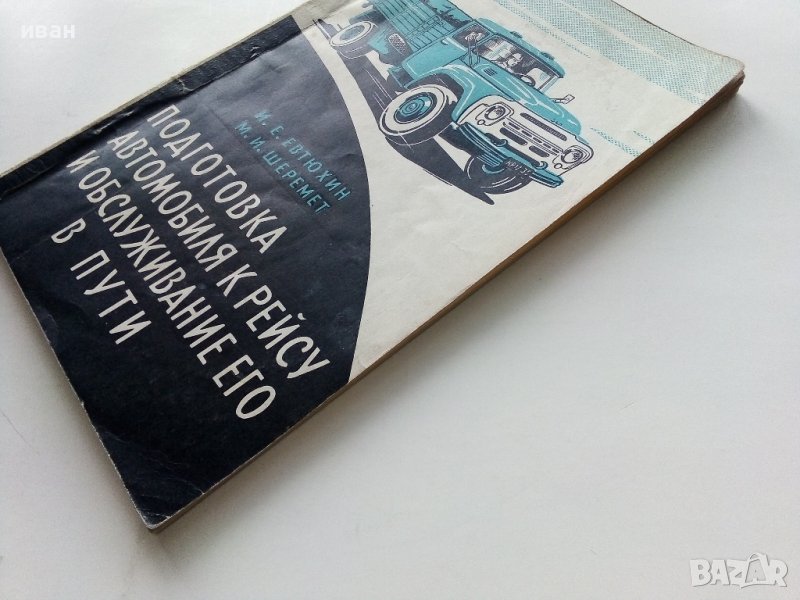 иван
И. Е. ЕВТЮХИН
М. И. ШЕРЕМЕТ
ПОДГОТОВКА
АВТОМОБИЛЯ К РЕЙСУ
И ОБСЛУЖИВАНИЕ ЕГО
В ПУТИ
BAZAR